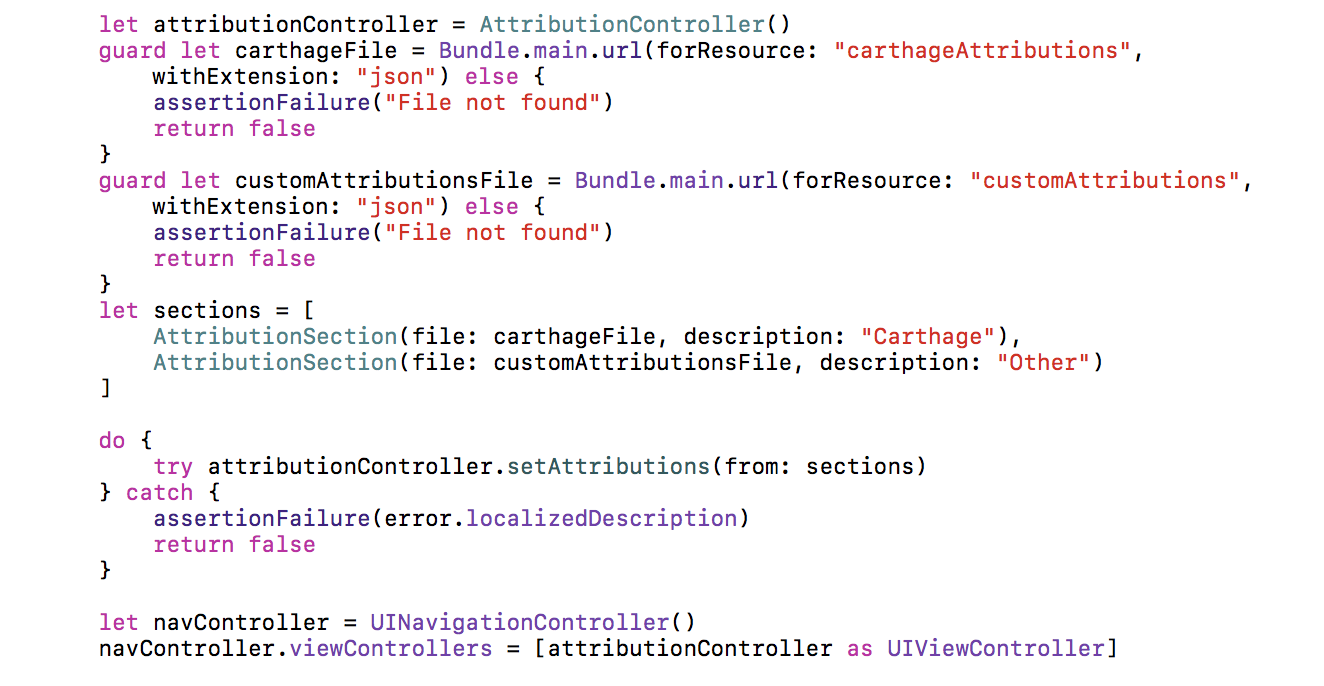 let attributionController = AttributionController()
guard let carthageFile = Bundle.main.url(forResource: "carthageAttributions",
    withExtension: "json") else {
    assertionFailure("File not found")
    return false
}
guard let customAttributionsFile = Bundle.main.url(forResource: "customAttributions",
    withExtension: "json") else {
    assertionFailure("File not found")
    return false
}
let sections = [
    AttributionSection(file: carthageFile, description: "Carthage"),
    AttributionSection(file: customAttributionsFile, description: "Other")
]

do {
    try attributionController.setAttributions(from: sections)
} catch {
    assertionFailure(error.localizedDescription)
    return false
}

let navController = UINavigationController()
navController.viewControllers = [attributionController as UIViewController]